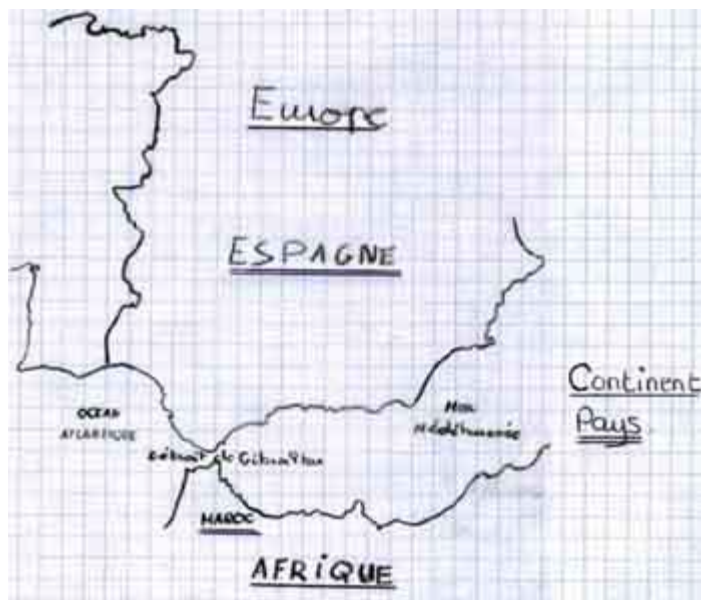 Europe
ESPAGNE
Continent
Pays
OCEAN
ATLANTIQUE
Mer
Méditerranée
Détroit de Gibraltar
MAROC
AFRIQUE